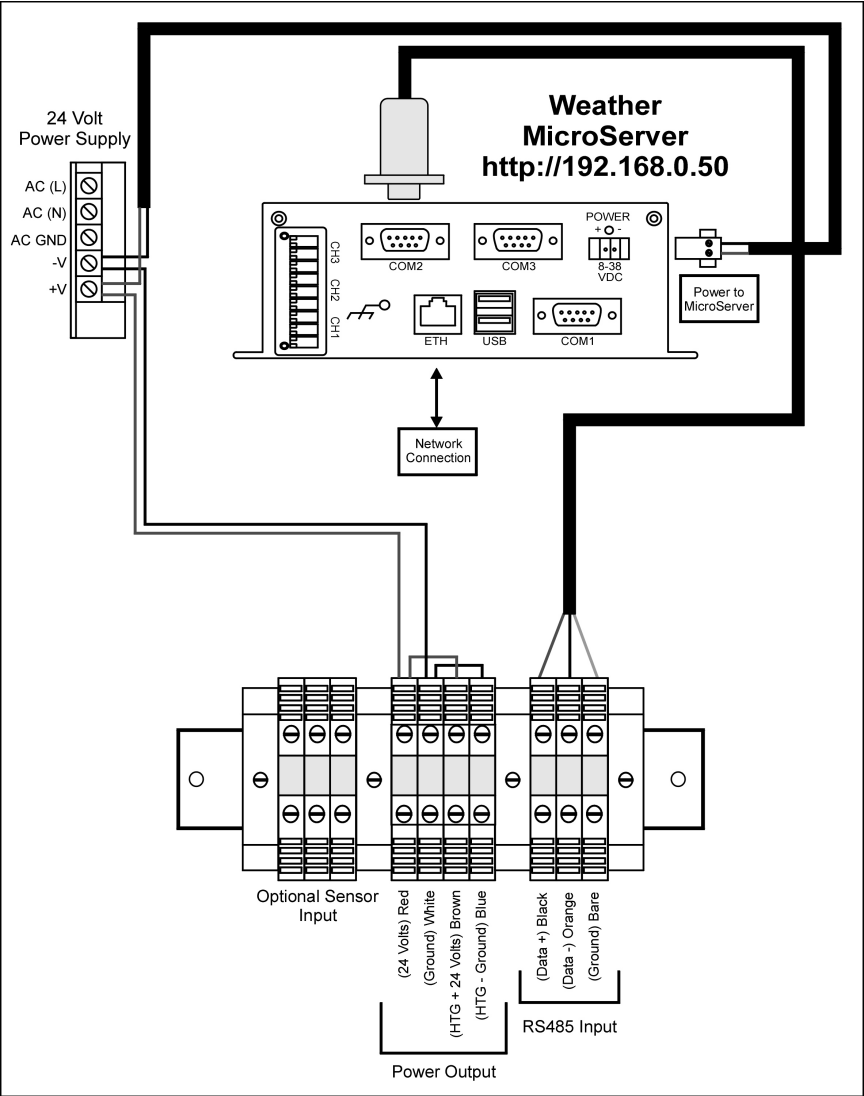 Weather
MicroServer
http://192.168.0.50
24 Volt
Power Supply
AC (L)
AC (N)
AC GND
-V
+V
CH3
CH2
CH1
COM2
COM3
POWER
+ -
8-38
VDC
ETH
USB
COM1
Power to
MicroServer
Network
Connection
Optional Sensor
Input
(24 Volts) Red
(Ground) White
(HTG + 24 Volts) Brown
(HTG - Ground) Blue
(Data +) Black
(Data -) Orange
(Ground) Bare
RS485 Input
Power Output